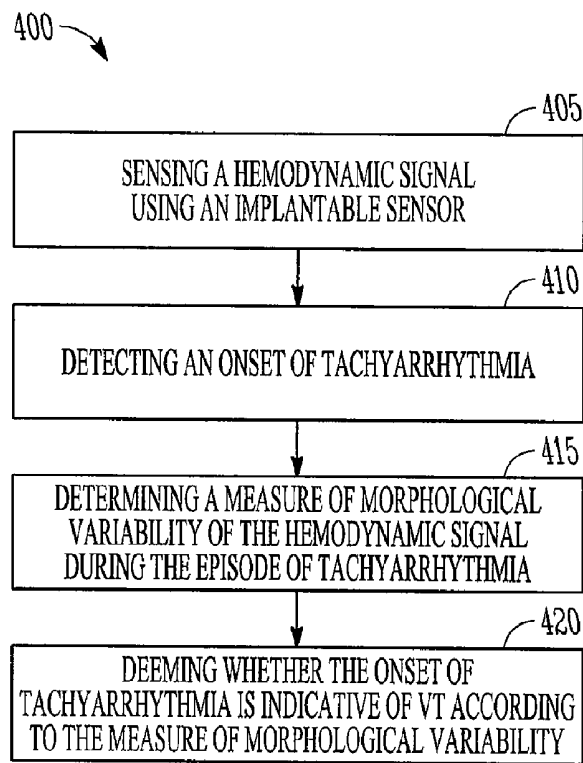 400
405
SENSING A HEMODYNAMIC SIGNAL
USING AN IMPLANTABLE SENSOR
410
DETECTING AN ONSET OF TACHYARRHYTHMIA
415
DETERMINING A MEASURE OF MORPHOLOGICAL
VARIABILITY OF THE HEMODYNAMIC SIGNAL
DURING THE EPISODE OF TACHYARRHYTHMIA
420
DEEMING WHETHER THE ONSET OF
TACHYARRHYTHMIA IS INDICATIVE OF VT ACCORDING
TO THE MEASURE OF MORPHOLOGICAL VARIABILITY